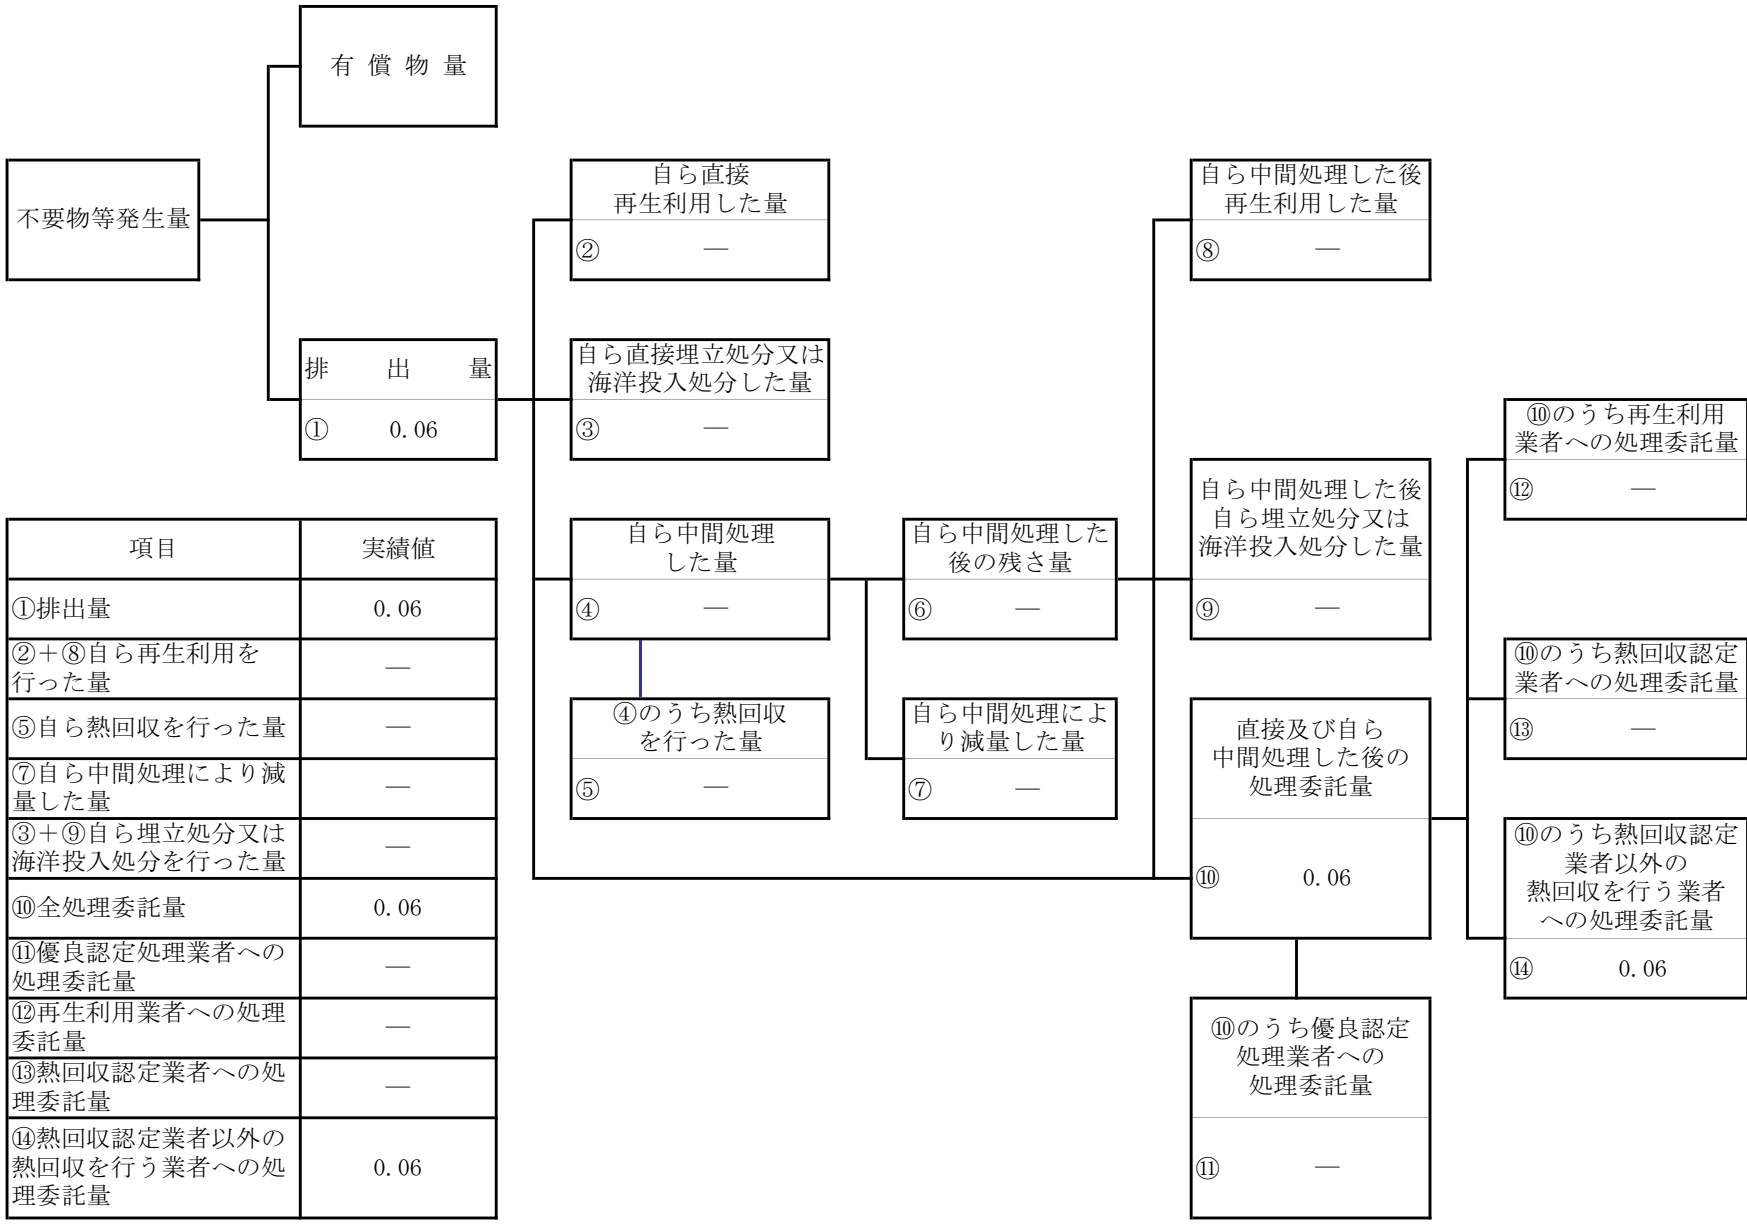 有償物量
不要物等発生量
排出量
① 0.06
自ら直接
再生利用した量
② ―
自ら直接埋立処分又は
海洋投入処分した量
③ ―
自ら中間処理
した量
④ ―
④のうち熱回収
を行った量
⑤ ―
自ら中間処理した
後の残さ量
⑥ ―
自ら中間処理によ
り減量した量
⑦ ―
自ら中間処理した後
再生利用した量
⑧ ―
自ら中間処理した後
自ら埋立処分又は
海洋投入処分した量
⑨ ―
直接及び自ら
中間処理した後の
処理委託量
⑩ 0.06
⑩のうち優良認定
処理業者への
処理委託量
⑪ ―
⑩のうち再生利用
業者への処理委託量
⑫ ―
⑩のうち熱回収認定
業者への処理委託量
⑬ ―
⑩のうち熱回収認定
業者以外の
熱回収を行う業者
への処理委託量
⑭ 0.06
項目 実績値
①排出量 0.06
②＋⑧自ら再生利用を
行った量 ―
⑤自ら熱回収を行った量 ―
⑦自ら中間処理により減
量した量 ―
③＋⑨自ら埋立処分又は
海洋投入処分を行った量 ―
⑩全処理委託量 0.06
⑪優良認定処理業者への
処理委託量 ―
⑫再生利用業者への処理
委託量 ―
⑬熱回収認定業者への処
理委託量 ―
⑭熱回収認定業者以外の
熱回収を行う業者への処 0.06
理委託量